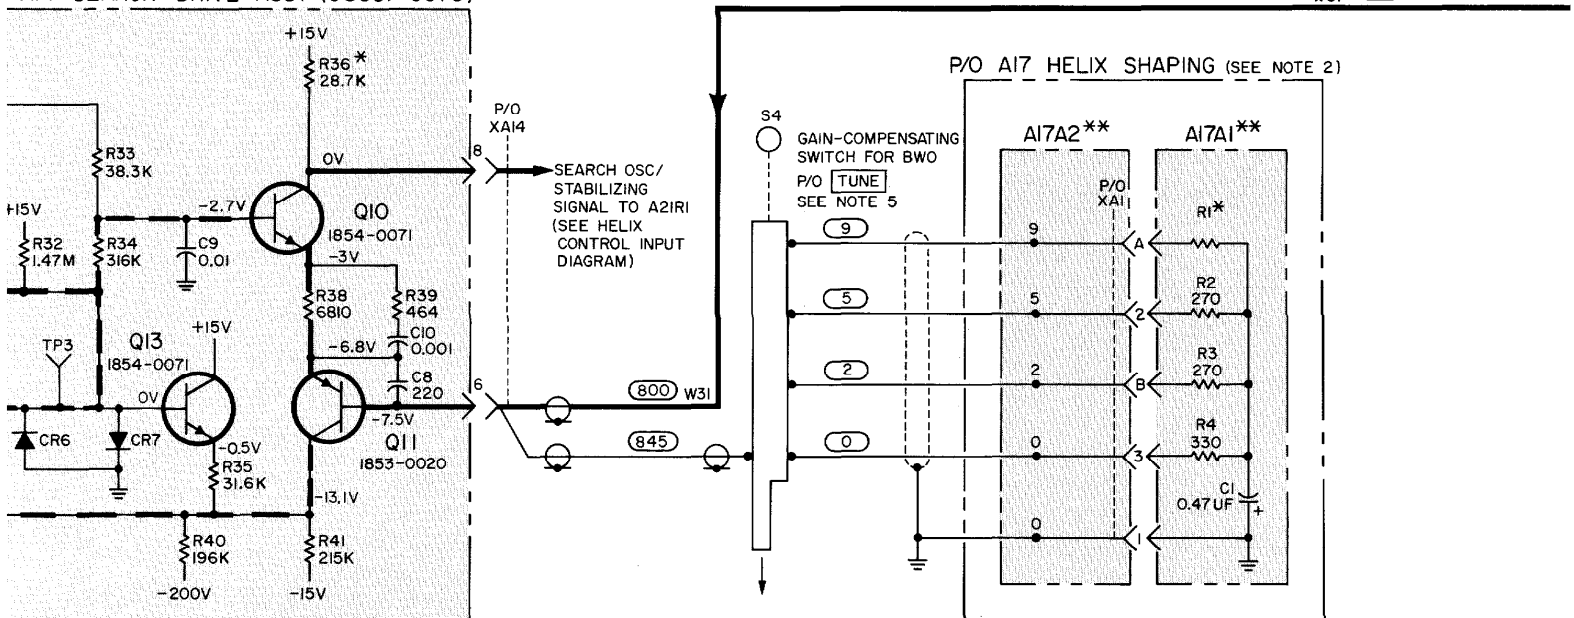 +15V
R36 *
28.7K
P/O
XA14
8
0V
R33
38.3K
SEARCH OSC/
STABILIZING
SIGNAL TO A21R1
(SEE HELIX
CONTROL INPUT
DIAGRAM)
-2.7V
Q10
1854-0071
+15V
R32
1.47M
R34
316K
C9
0.01
-3V
R38
6810
R39
464
C10
0.001
-6.8V
C8
220
TP3
Q13
1854-0071
+15V
0V
-0.5V
CR6
CR7
R35
31.6K
-7.5V
Q11
1853-0020
6
800 W31
845
-13.1V
R40
196K
-200V
R41
215K
-15V
S4
GAIN-COMPENSATING
SWITCH FOR BWO
P/O TUNE
SEE NOTE 5
9
5
2
0
P/O A17 HELIX SHAPING (SEE NOTE 2)
A17A2**
A17A1**
P/O
XA1
9
A
R1*
5
2
R2
270
2
B
R3
270
0
3
R4
330
C1
0.47UF
+
0
1